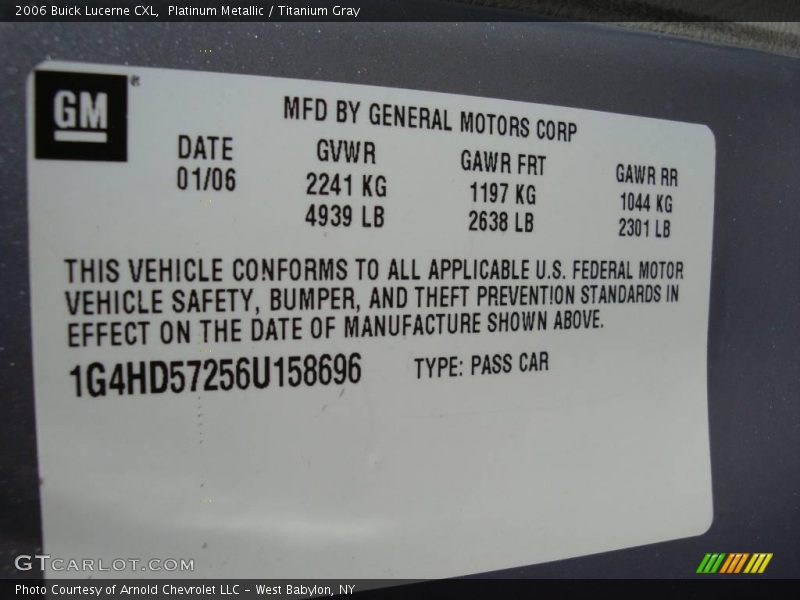 2006 Buick Lucerne CXL, Platinum Metallic / Titanium Gray
GM
MFD BY GENERAL MOTORS CORP
DATE GVWR GAWR FRT GAWR RR
01/06 2241 KG 1197 KG 1044 KG
4939 LB 2638 LB 2301 LB
THIS VEHICLE CONFORMS TO ALL APPLICABLE U.S. FEDERAL MOTOR
VEHICLE SAFETY, BUMPER, AND THEFT PREVENTION STANDARDS IN
EFFECT ON THE DATE OF MANUFACTURE SHOWN ABOVE.
1G4HD57256U158696 TYPE: PASS CAR
GTCARLOT.COM
Photo Courtesy of Arnold Chevrolet LLC - West Babylon, NY